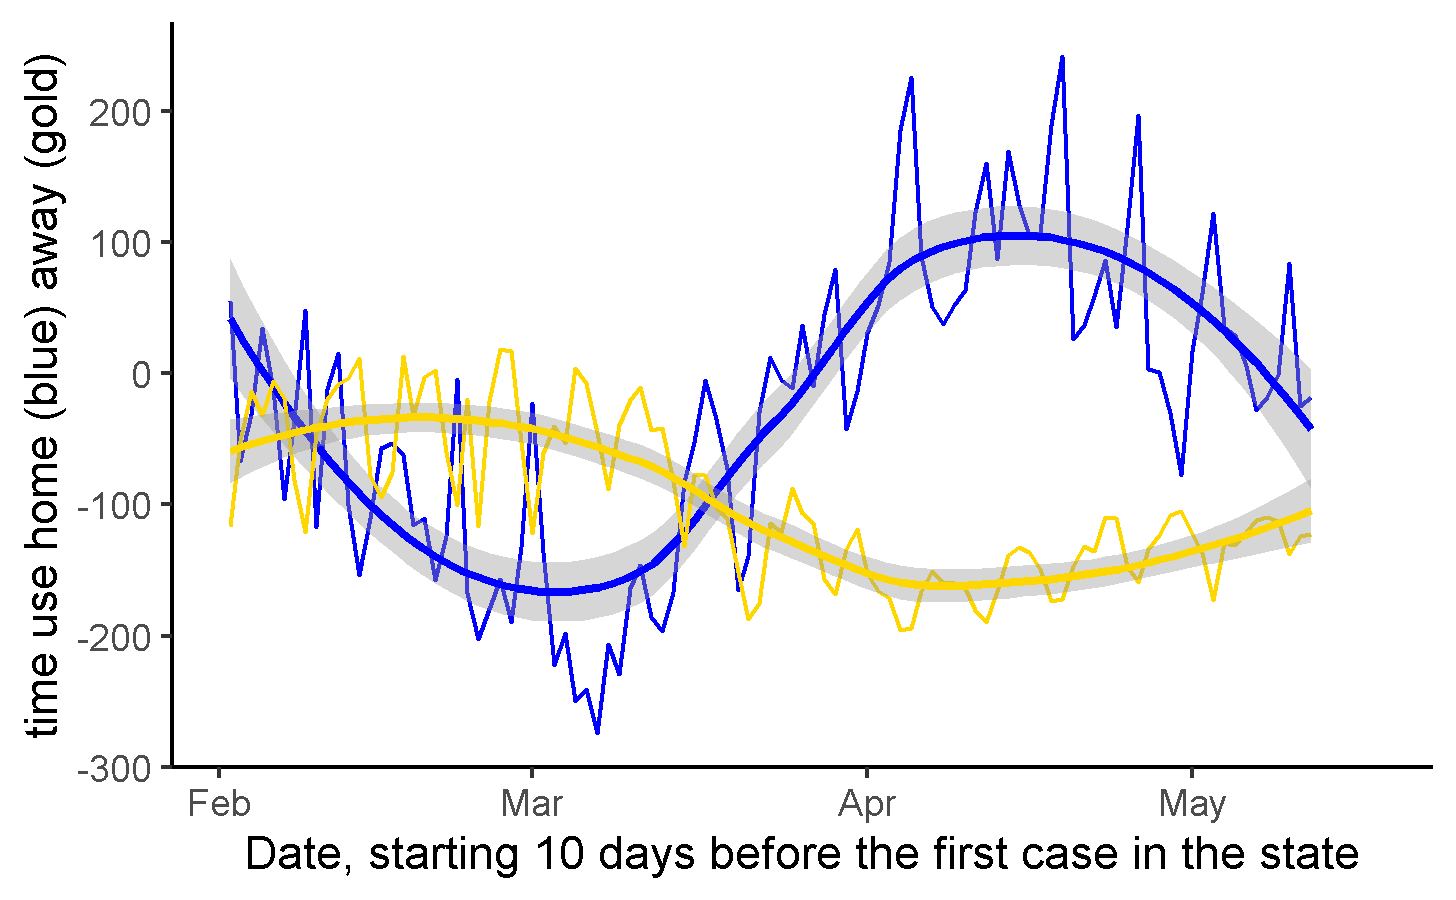 time use home (blue) away (gold)
200
100
0
-100
-200
-300
Feb Mar Apr May
Date, starting 10 days before the first case in the state